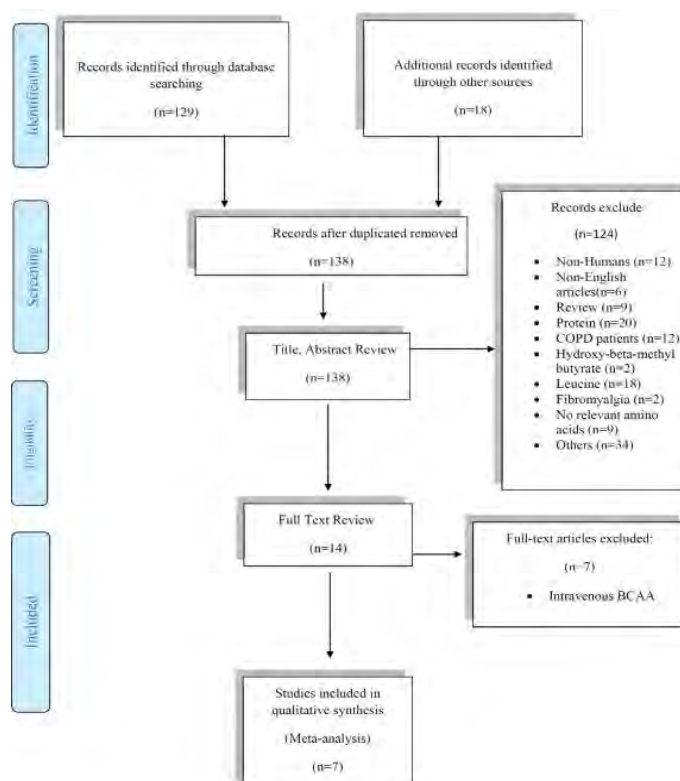 Identification
Records identified through database
searching
(n=129)
Additional records identified
through other sources
(n=18)
Screening
Records after duplicated removed
(n=138)
Title, Abstract Review
(n=138)
Records exclude
(n=124)
▪ Non-Humans (n=12)
▪ Non-English
articles(n=6)
▪ Review (n=9)
▪ Protein (n=20)
▪ COPD patients (n=12)
▪ Hydroxy-beta-methyl
butyrate (n=2)
▪ Leucine (n=18)
▪ Fibromyalgia (n=2)
▪ No relevant amino
acids (n=9)
▪ Others (n=34)
Eligibility
Full Text Review
(n=14)
Full-text articles excluded:
(n=7)
▪ Intravenous BCAA
Included
Studies included in
qualitative synthesis
(Meta-analysis)
(n=7)